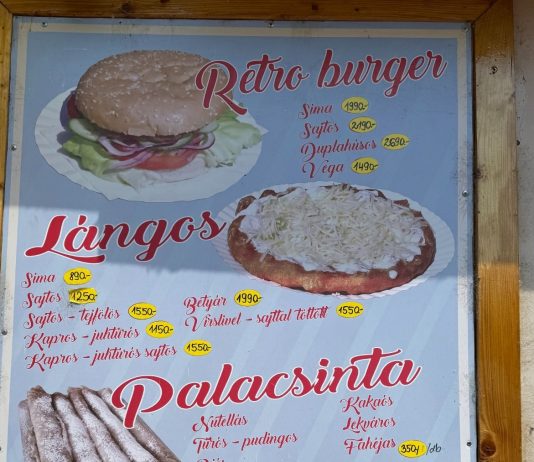 Retro burger
Sima 1990.-
Sajtos 2190.-
Duplahúsos 2690.-
Vega 1490.-
Lángos
Sima 890.-
Sajtos 1250.-
Sajtos – tejfölös 1550.-
Kapros – juhtúrós 1150.-
Kapros – juhtúrós sajtos 1550.-
Betyár 1990.-
Virslivel – sajttal töltött 1550.-
Palacsinta
Nutellás
Túrós – pudingos
Kakaós
Lekváros
Fahéjas 350.-/db